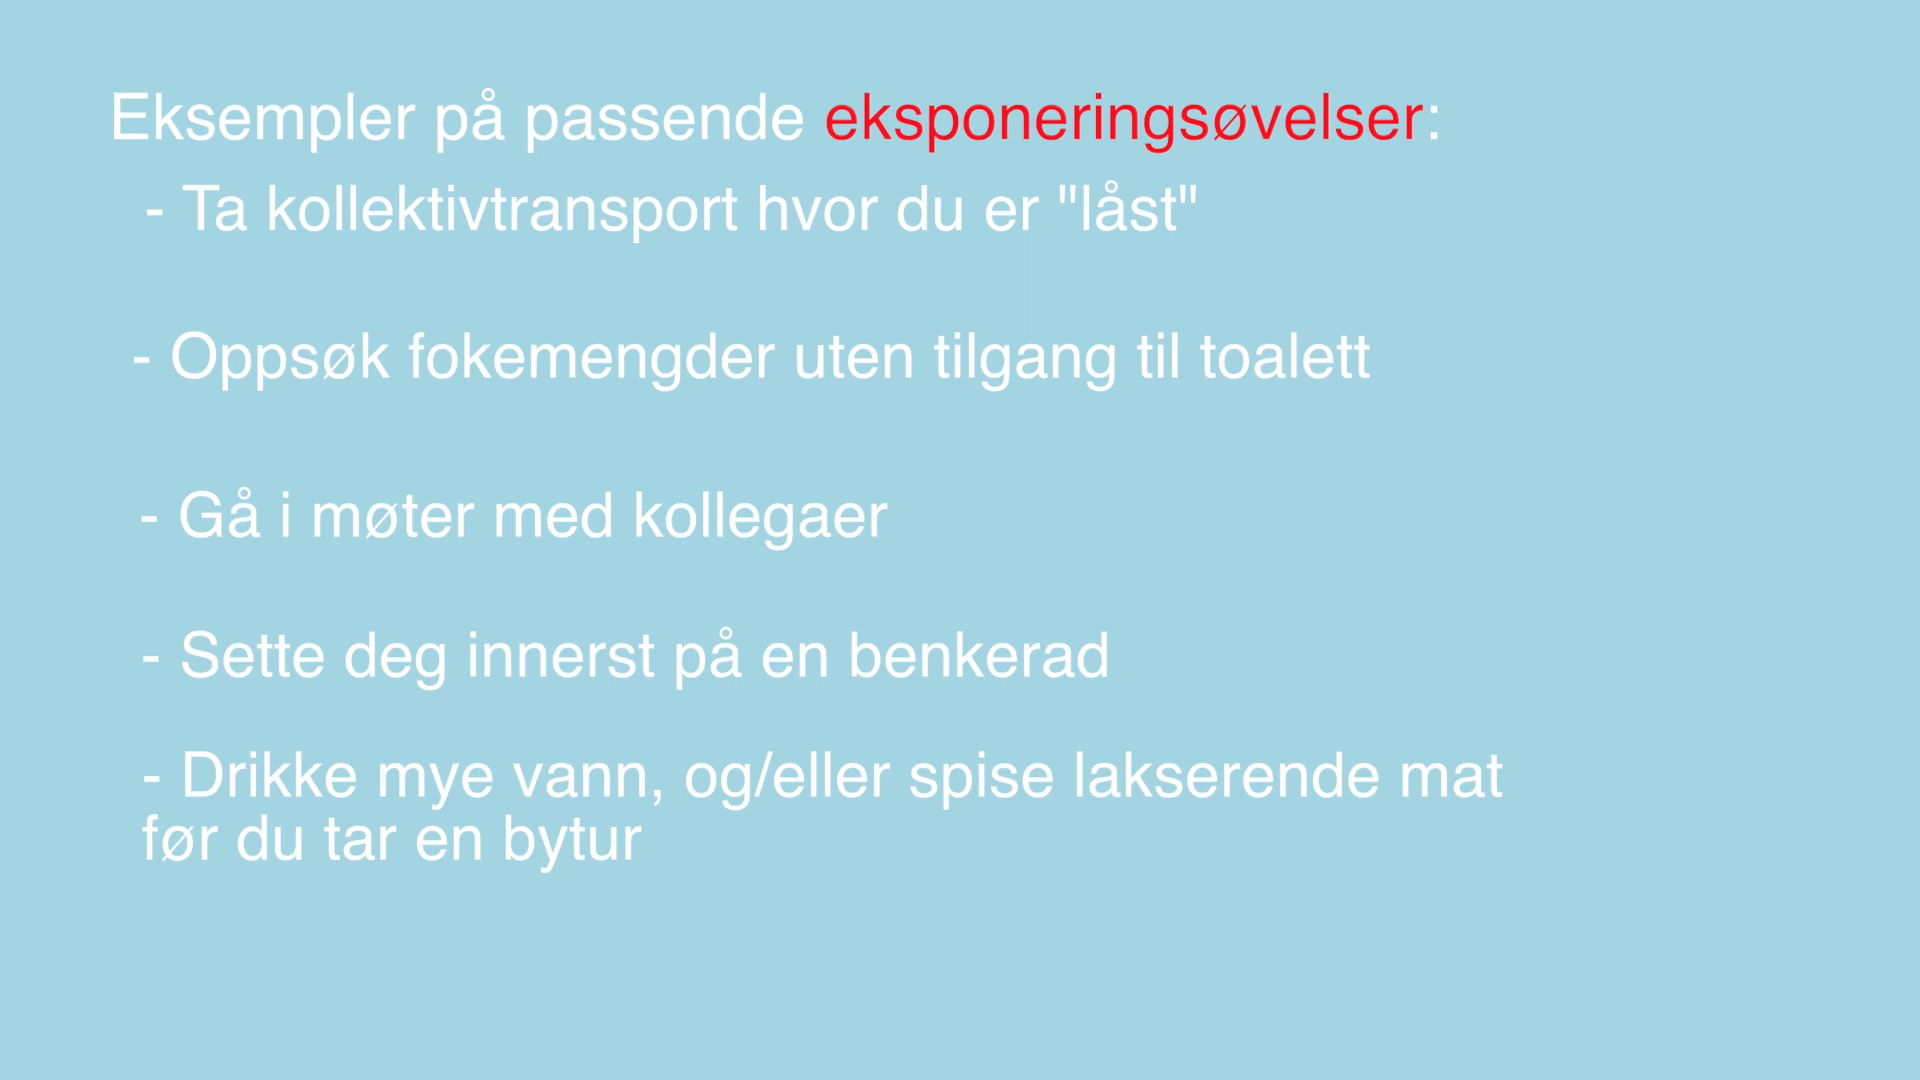 Eksempler på passende eksponeringsøvelser:
- Ta kollektivtransport hvor du er "låst"
- Oppsøk fokemengder uten tilgang til toalett
- Gå i møter med kollegaer
- Sette deg innerst på en benkerad
- Drikke mye vann, og/eller spise lakserende mat
før du tar en bytur